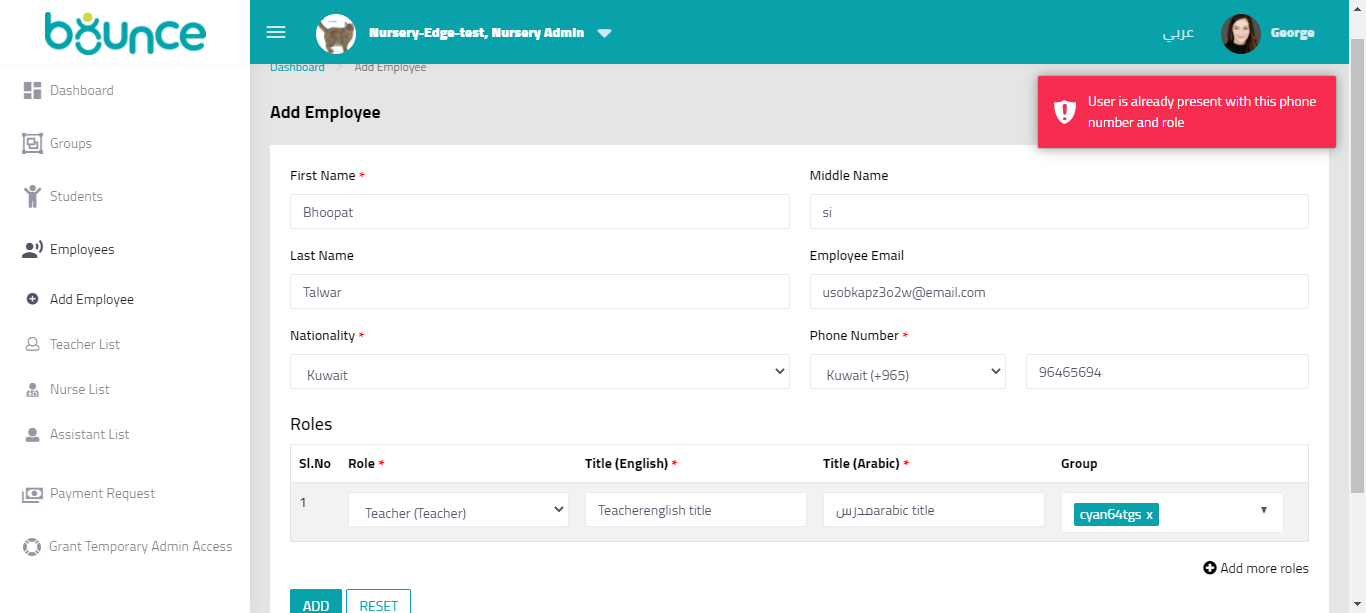 bounce
Nursery-Edge-test, Nursery Admin
عربي
George
Dashboard
Groups
Students
Employees
Add Employee
Teacher List
Nurse List
Assistant List
Payment Request
Grant Temporary Admin Access
Dashboard > Add Employee
User is already present with this phone
number and role
Add Employee
First Name *
Middle Name
Bhoopat
si
Last Name
Employee Email
Talwar
usobkapz3o2w@email.com
Nationality *
Phone Number *
Kuwait
Kuwait (+965)
96465694
Roles
Sl.No Role * Title (English) * Title (Arabic) * Group
1 Teacher (Teacher) Teacherenglish title مدرسarabic title cyan64tgs x
Add more roles
ADD RESET